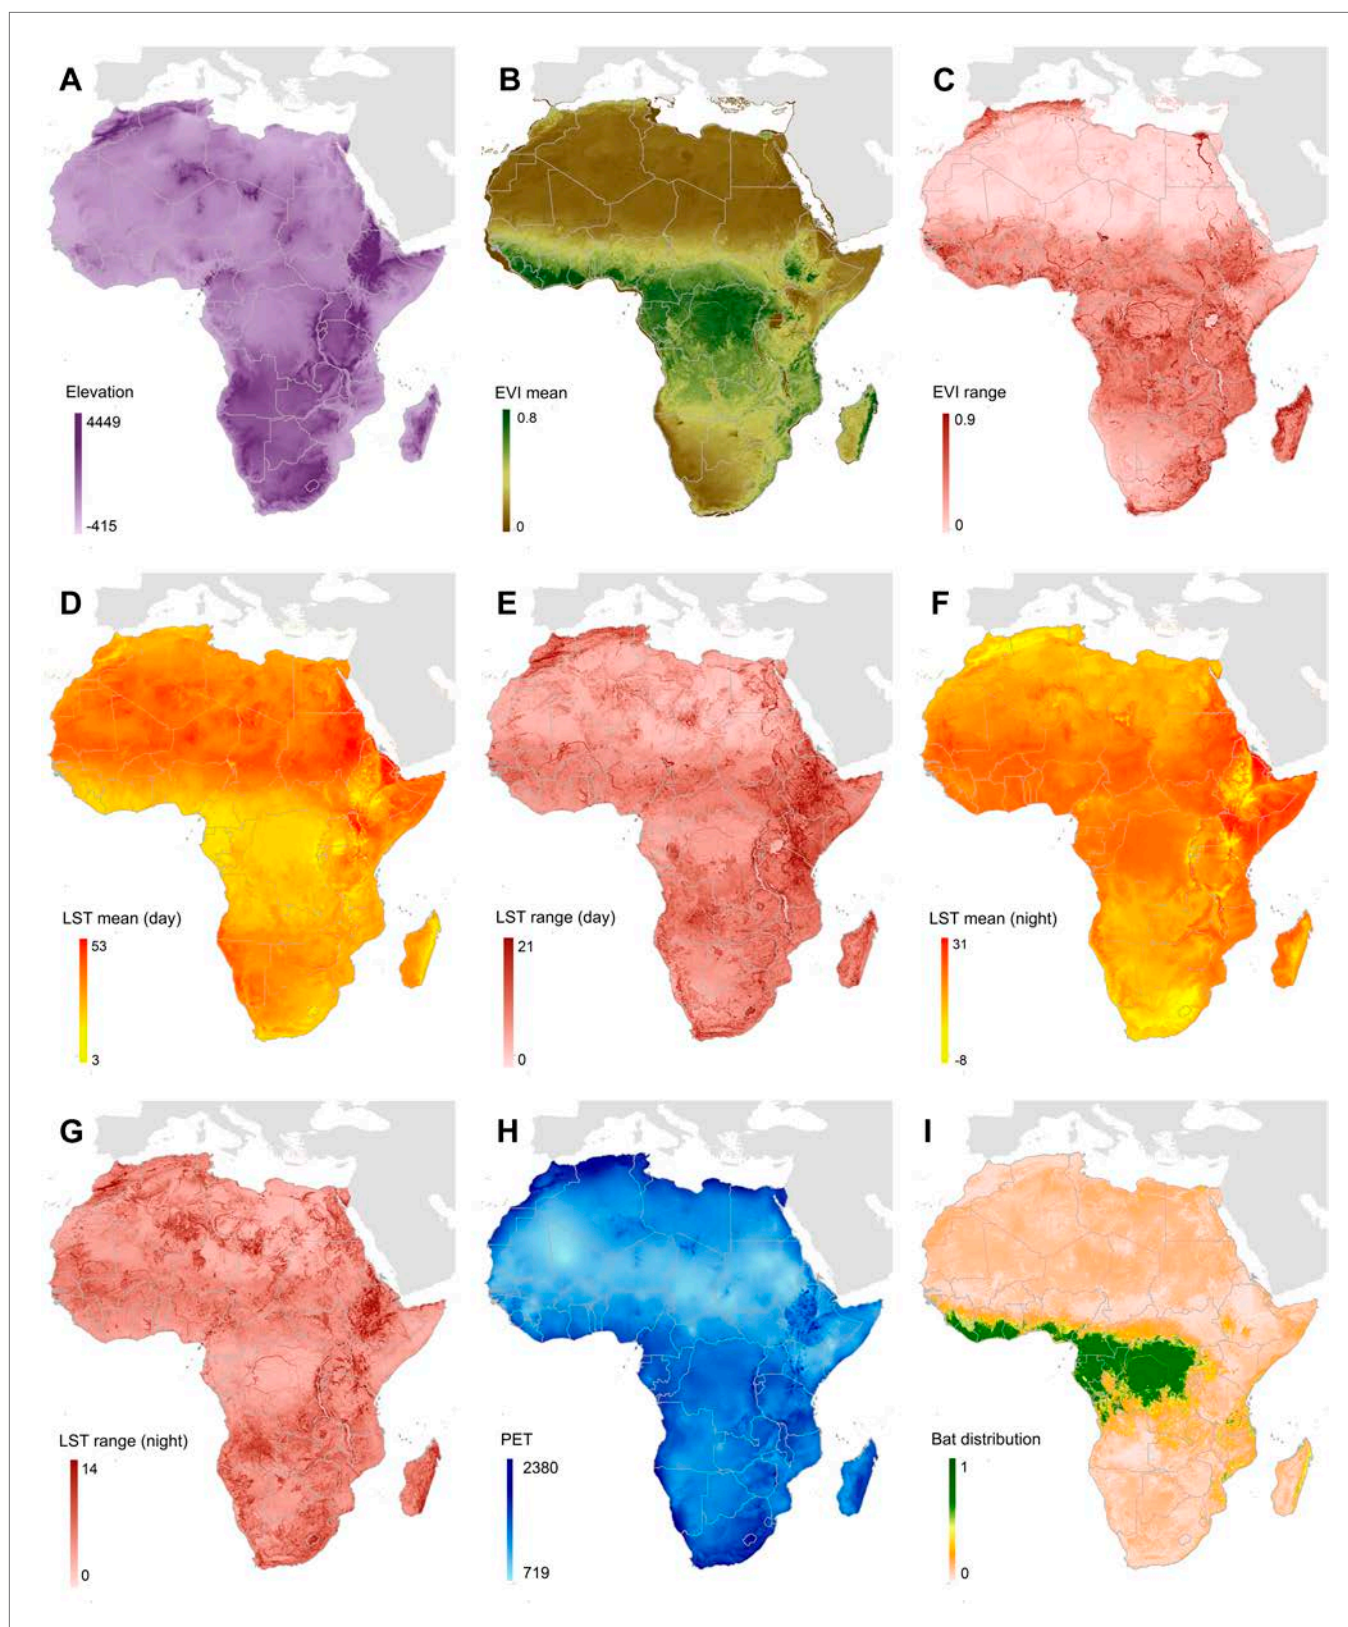 A
B
C
Elevation
4449
-415
EVI mean
0.8
0
EVI range
0.9
0
D
E
F
LST mean (day)
53
3
LST range (day)
21
0
LST mean (night)
31
-8
G
H
I
LST range (night)
14
0
PET
2380
719
Bat distribution
1
0